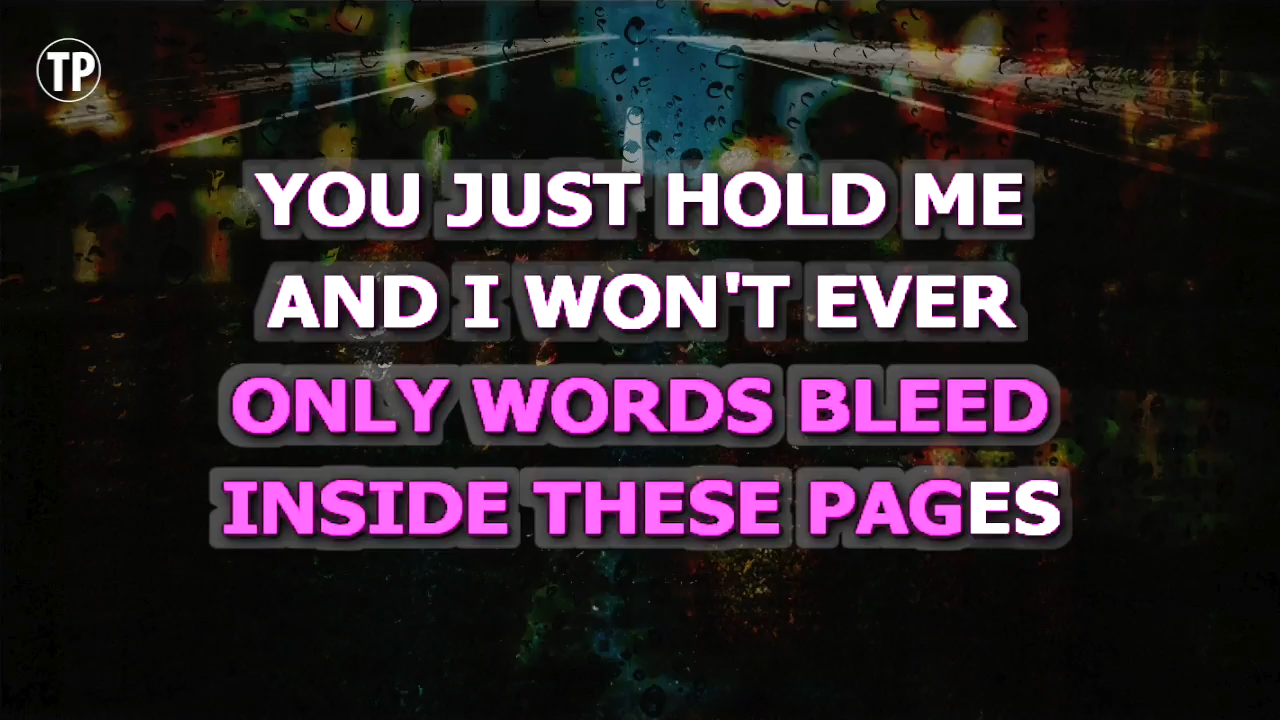 TP
YOU JUST HOLD ME
AND I WON'T EVER
ONLY WORDS BLEED
INSIDE THESE PAGES